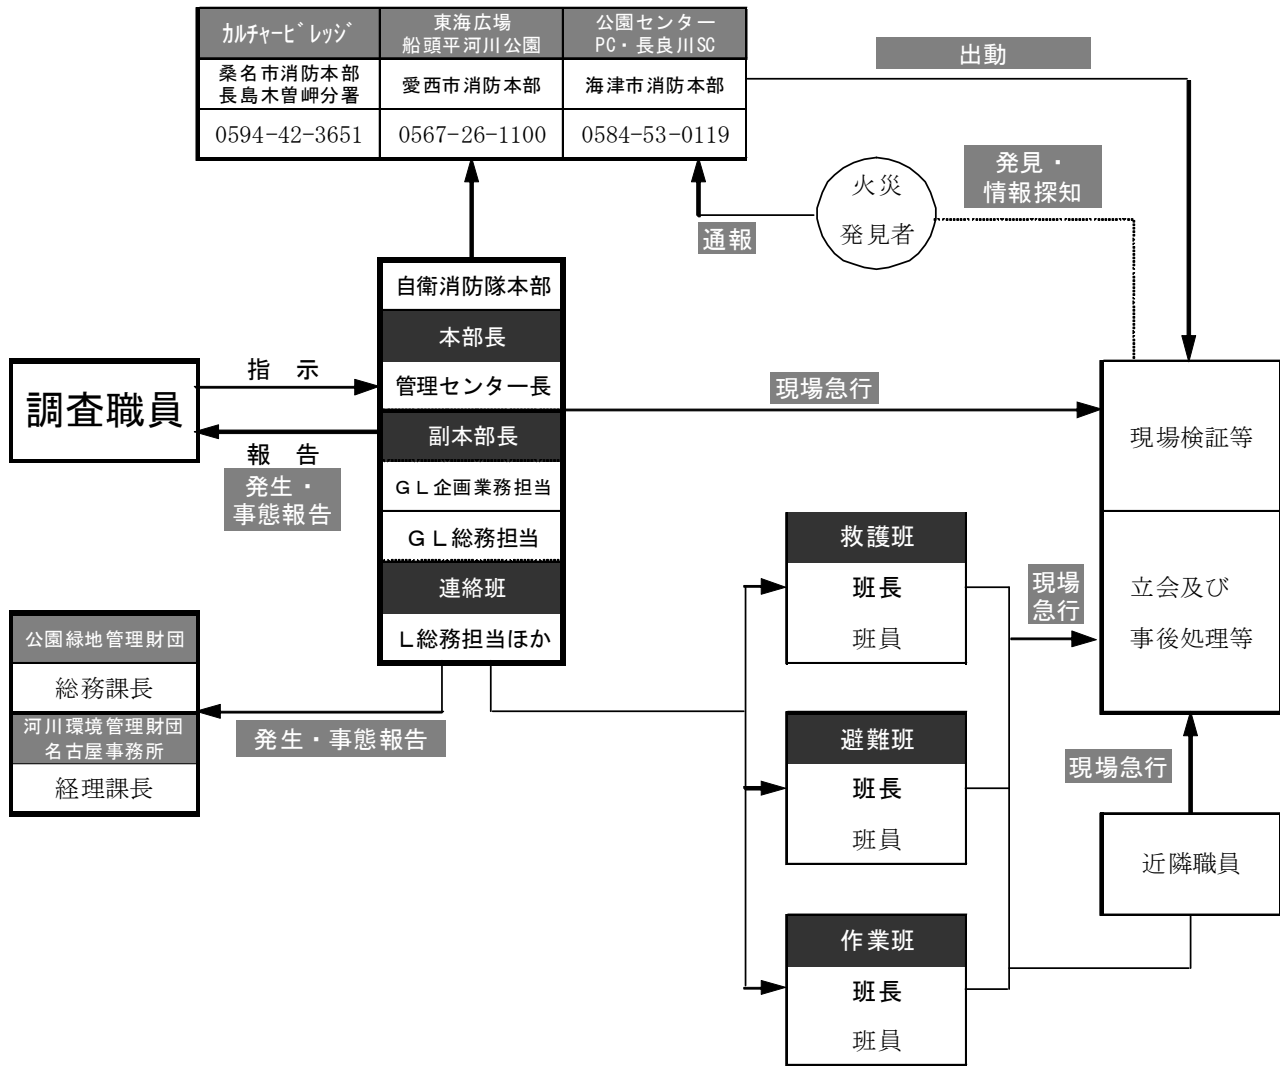 カルチャービレッジ
東海広場
船頭平河川公園
公園センター
PC・長良川SC
桑名市消防本部
長島木曽岬分署
愛西市消防本部
海津市消防本部
0594-42-3651
0567-26-1100
0584-53-0119
出動
火災
発見者
発見・
情報探知
通報
自衛消防隊本部
本部長
管理センター長
副本部長
GL企画業務担当
GL総務担当
連絡班
L総務担当ほか
調査職員
指 示
報 告
発生・
事態報告
現場急行
現場検証等
立会及び
事後処理等
公園緑地管理財団
総務課長
河川環境管理財団
名古屋事務所
経理課長
発生・事態報告
救護班
班長
班員
現場
急行
避難班
班長
班員
現場急行
近隣職員
作業班
班長
班員